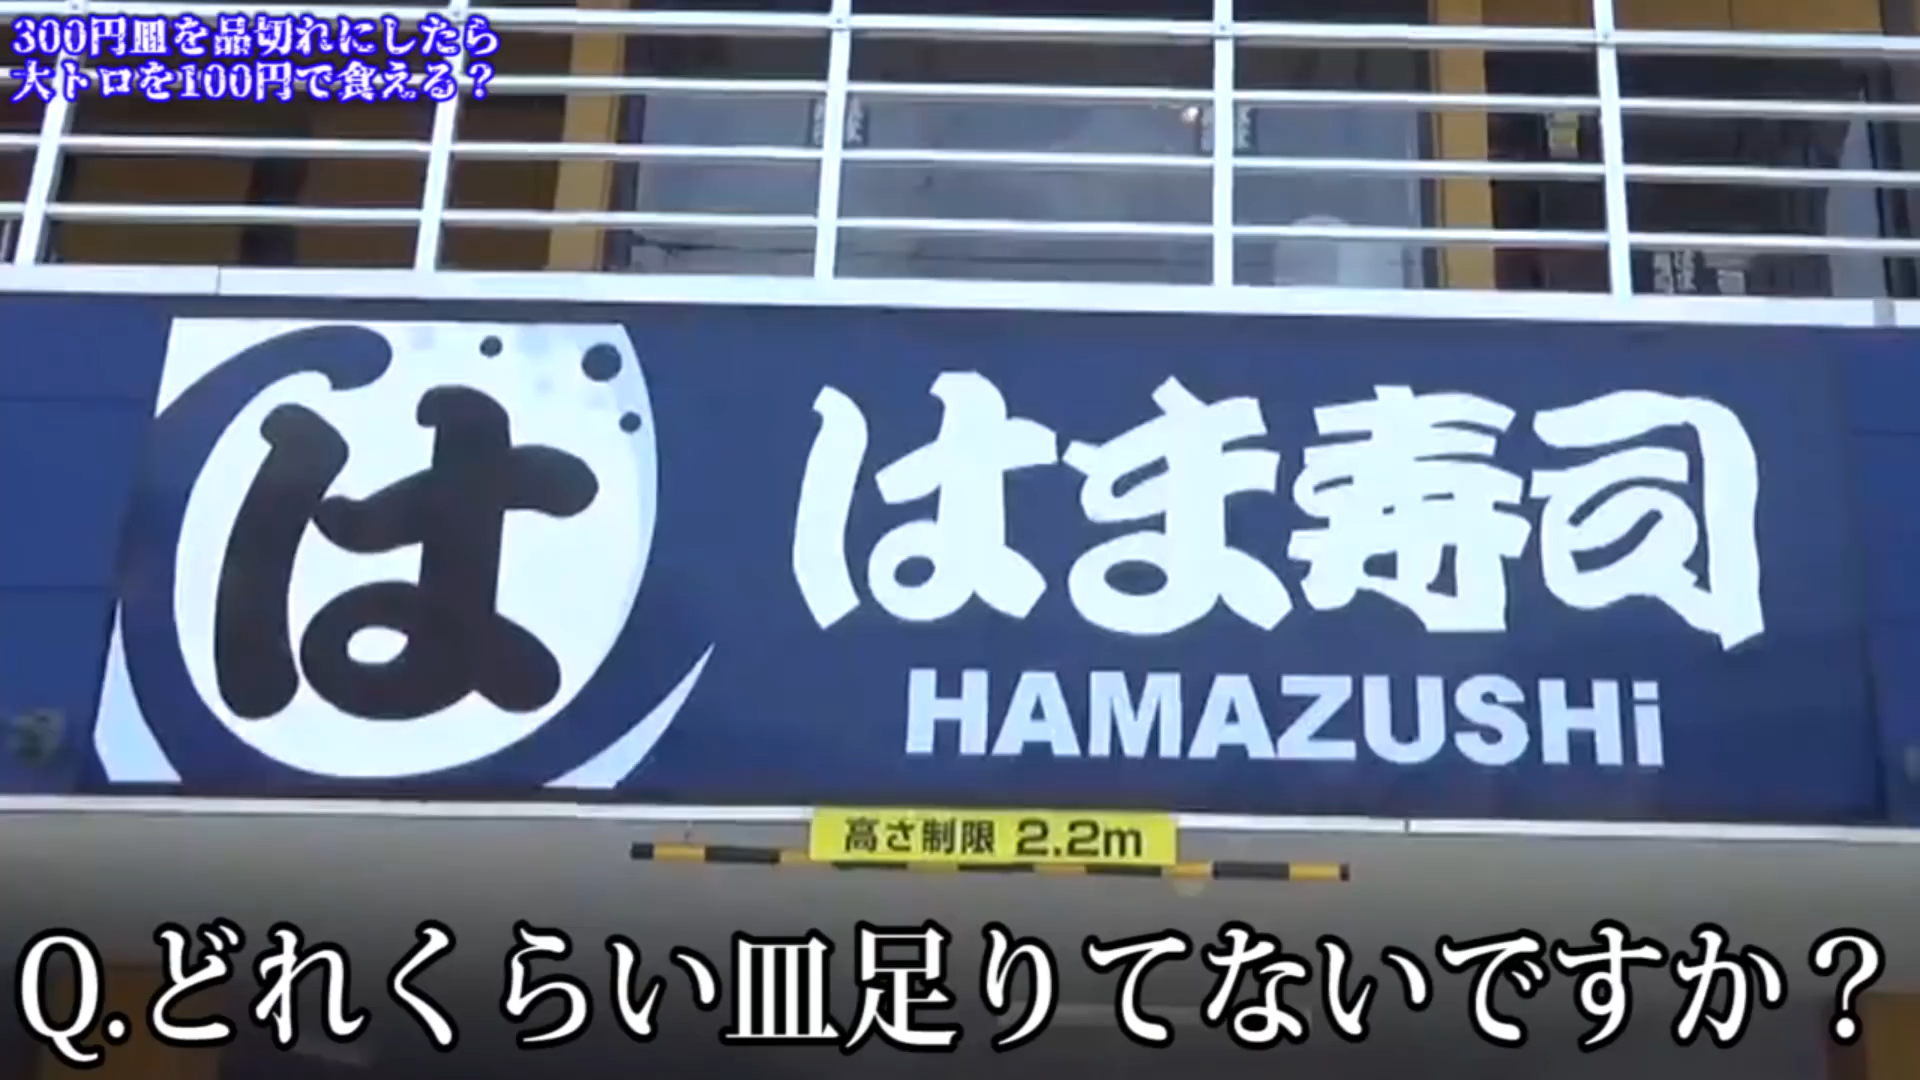 300円皿を品切れにしたら
大トロを100円で食える？
は
はま寿司
HAMAZUSHi
高さ制限 2.2m
Q.どれくらい皿足りてないですか？